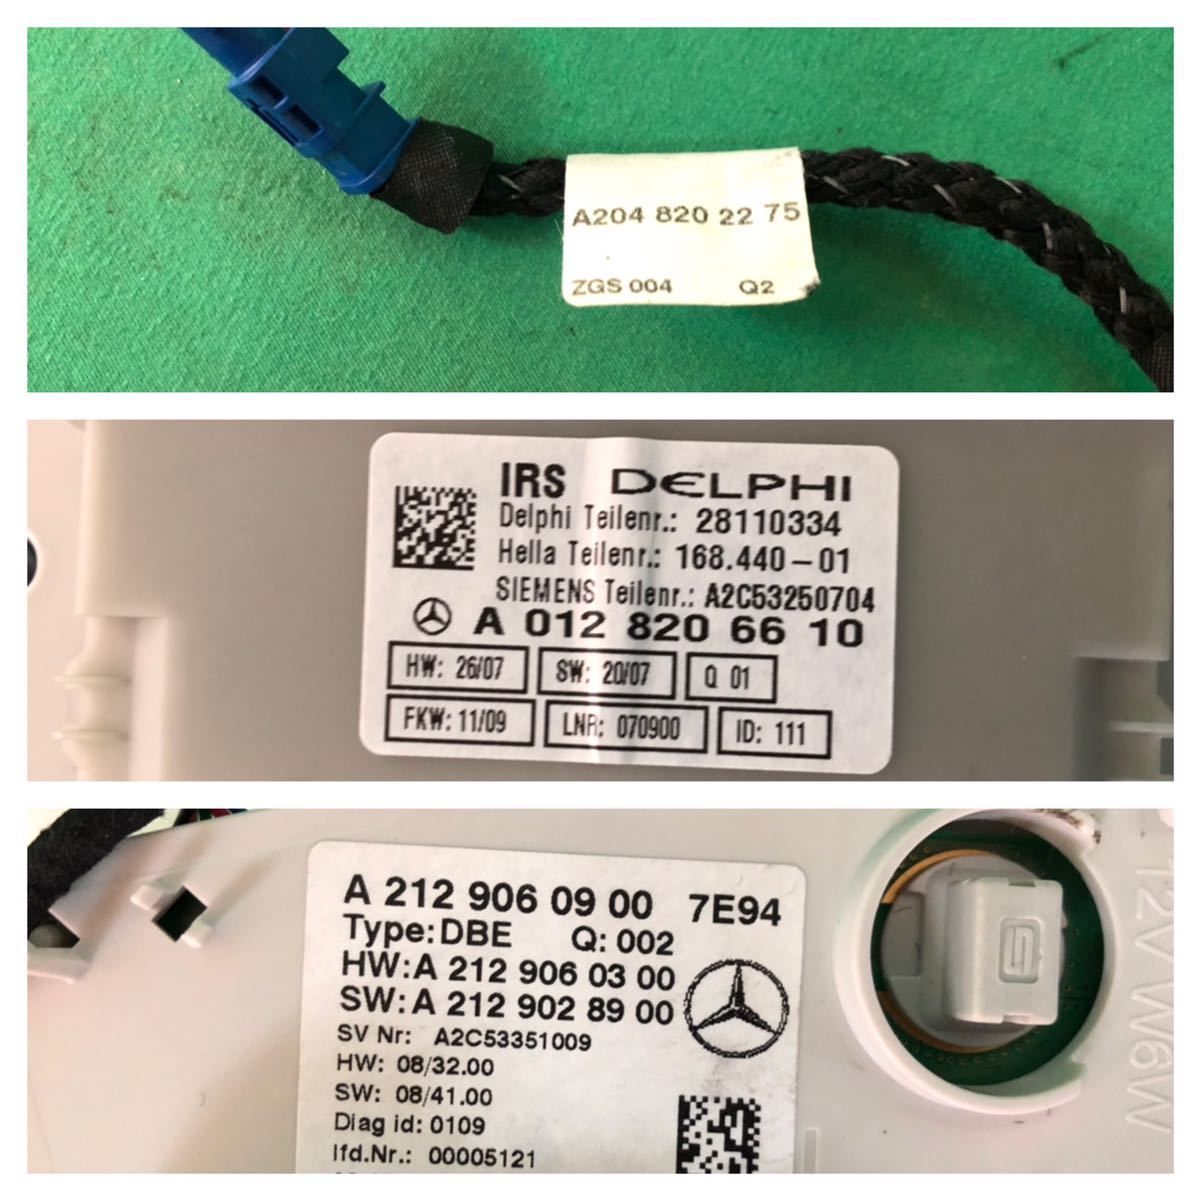 A204 820 22 75
ZGS 004 Q2
IRS DELPHI
Delphi Teilenr.: 28110334
Hella Teilenr.: 168.440-01
SIEMENS Teilenr.: A2C53250704
A 012 820 66 10
HW: 26/07 SW: 20/07 Q 01
FKW: 11/09 LNR: 070900 ID: 111
A 212 906 09 00 7E94
Type: DBE Q: 002
HW: A 212 906 03 00
SW: A 212 902 89 00
SV Nr: A2C53351009
HW: 08/32.00
SW: 08/41.00
Diag id: 0109
lfd.Nr.: 00005121
12V W6W